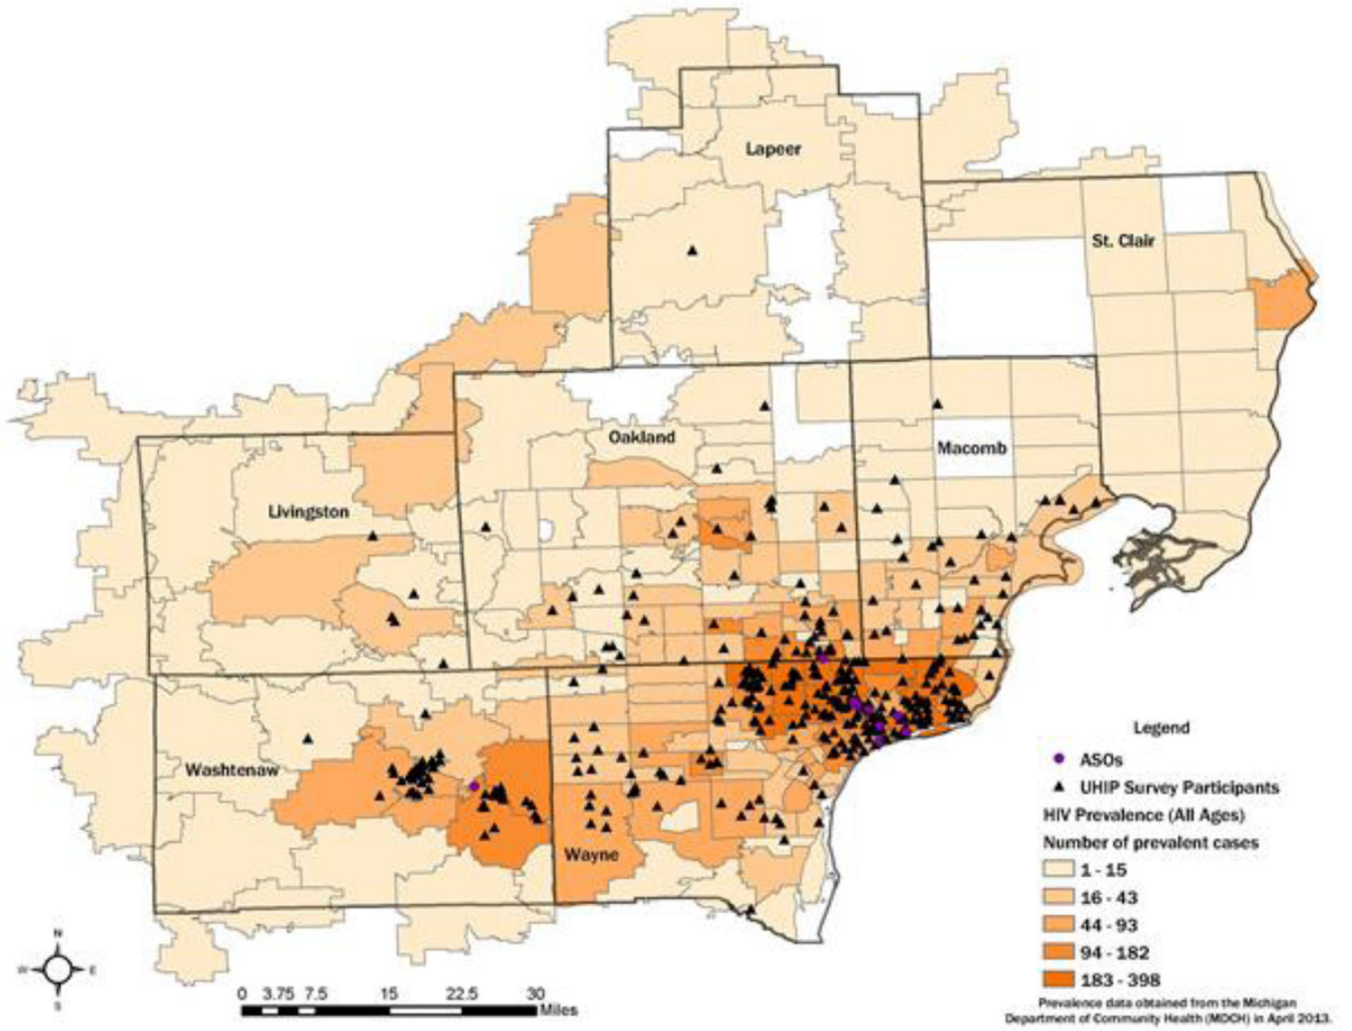 Lapeer
St. Clair
Oakland
Macomb
Livingston
Washtenaw
Wayne
Legend
ASOs
UHIP Survey Participants
HIV Prevalence (All Ages)
Number of prevalent cases
1 - 15
16 - 43
44 - 93
94 - 182
183 - 398
N
W E
S
0 3.75 7.5 15 22.5 30
Miles
Prevalence data obtained from the Michigan
Department of Community Health (MDCH) in April 2013.